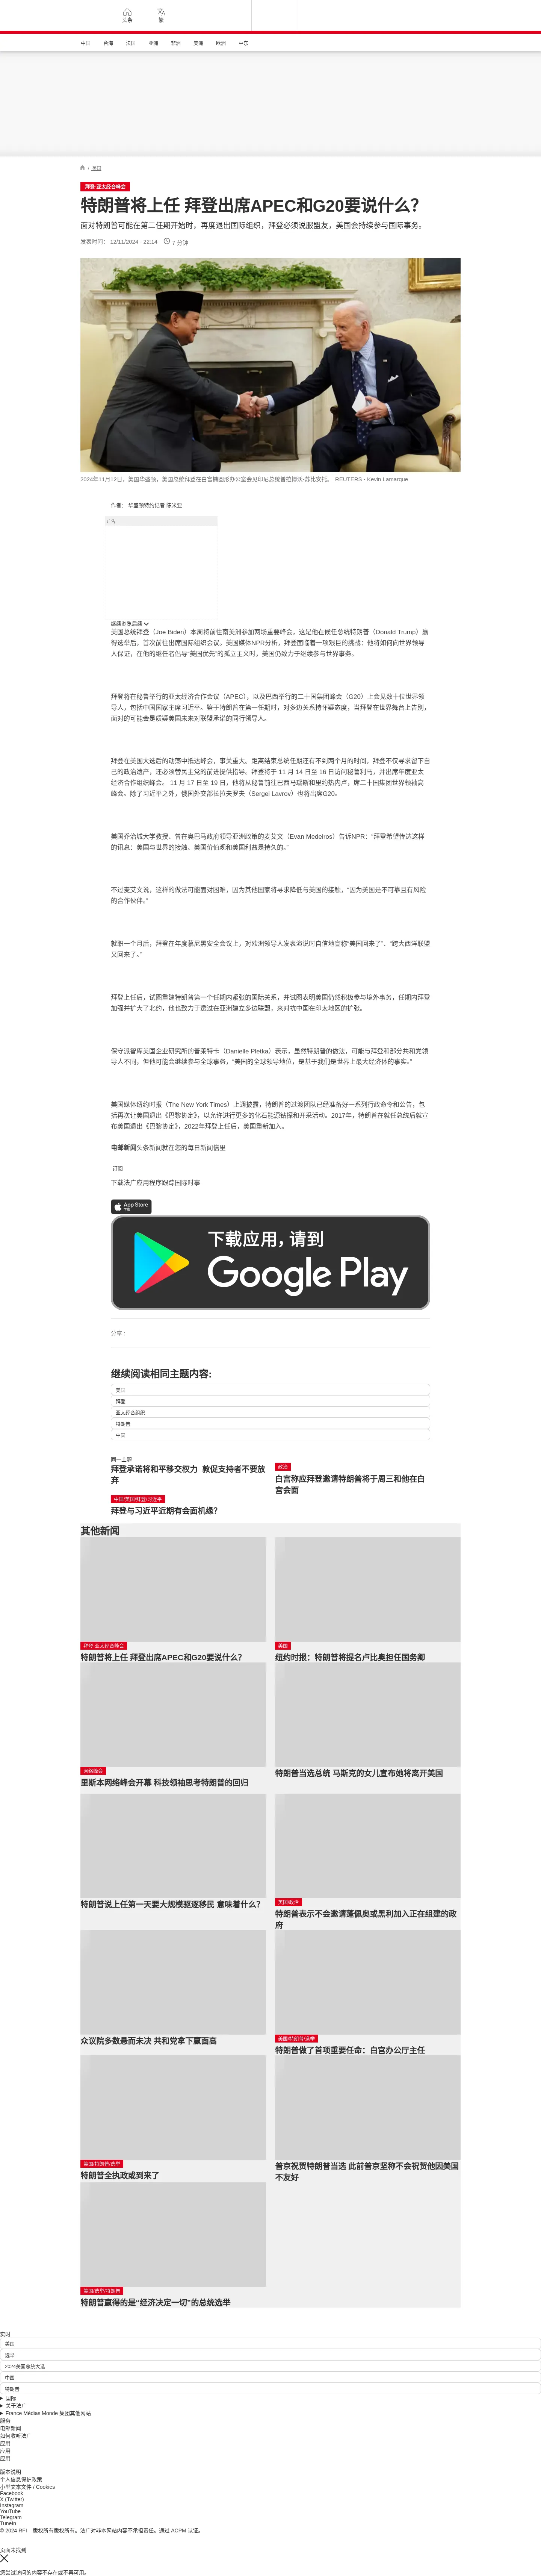 头条
繁
中国 台海 法国 亚洲 非洲 美洲 欧洲 中东
/ 美国
拜登-亚太经合峰会
特朗普将上任 拜登出席APEC和G20要说什么？
面对特朗普可能在第二任期开始时，再度退出国际组织，拜登必须说服盟友，美国会持续参与国际事务。
发表时间： 12/11/2024 - 22:14 7 分钟
2024年11月12日，美国华盛顿，美国总统拜登在白宫椭圆形办公室会见印尼总统普拉博沃-苏比安托。 REUTERS - Kevin Lamarque
作者： 华盛顿特约记者 陈米亚
广告
继续浏览后续
美国总统拜登（Joe Biden）本周将前往南美洲参加两场重要峰会，这是他在候任总统特朗普（Donald Trump）赢
得选举后，首次前往出席国际组织会议。美国媒体NPR分析，拜登面临着一项艰巨的挑战：他将如何向世界领导
人保证，在他的继任者倡导“美国优先”的孤立主义时，美国仍致力于继续参与世界事务。
拜登将在秘鲁举行的亚太经济合作会议（APEC），以及巴西举行的二十国集团峰会（G20）上会见数十位世界领
导人，包括中国国家主席习近平。鉴于特朗普在第一任期时，对多边关系持怀疑态度，当拜登在世界舞台上告别，
面对的可能会是质疑美国未来对联盟承诺的同行领导人。
拜登在美国大选后的动荡中抵达峰会，事关重大。距离结束总统任期还有不到两个月的时间，拜登不仅寻求留下自
己的政治遗产，还必须替民主党的前进提供指导。拜登将于 11 月 14 日至 16 日访问秘鲁利马，并出席年度亚太
经济合作组织峰会。 11 月 17 日至 19 日，他将从秘鲁前往巴西马瑙斯和里约热内卢，席二十国集团世界领袖高
峰会。除了习近平之外，俄国外交部长拉夫罗夫（Sergei Lavrov）也将出席G20。
美国乔治城大学教授、曾在奥巴马政府领导亚洲政策的麦艾文（Evan Medeiros）告诉NPR：“拜登希望传达这样
的讯息：美国与世界的接触、美国价值观和美国利益是持久的。”
不过麦艾文说，这样的做法可能面对困难，因为其他国家将寻求降低与美国的接触，“因为美国是不可靠且有风险
的合作伙伴。”
就职一个月后，拜登在年度慕尼黑安全会议上，对欧洲领导人发表演说时自信地宣称“美国回来了”、“跨大西洋联盟
又回来了。”
拜登上任后，试图重建特朗普第一个任期内紧张的国际关系，并试图表明美国仍然积极参与境外事务，任期内拜登
加强并扩大了北约，他也致力于透过在亚洲建立多边联盟，来对抗中国在印太地区的扩张。
保守派智库美国企业研究所的普莱特卡（Danielle Pletka）表示，虽然特朗普的做法，可能与拜登和部分共和党领
导人不同，但他可能会继续参与全球事务，“美国的全球领导地位，是基于我们是世界上最大经济体的事实。”
美国媒体纽约时报（The New York Times）上週披露，特朗普的过渡团队已经准备好一系列行政命令和公告，包
括再次让美国退出《巴黎协定》，以允许进行更多的化石能源钻探和开采活动。2017年，特朗普在就任总统后就宣
布美国退出《巴黎协定》，2022年拜登上任后，美国重新加入。
电邮新闻头条新闻就在您的每日新闻信里
订阅
下载法广应用程序跟踪国际时事
App Store
下载应用，请到
Google Play
分享 :
继续阅读相同主题内容:
美国
拜登
亚太经合组织
特朗普
中国
同一主题
拜登承诺将和平移交权力 敦促支持者不要放
弃
政治
白宫称应拜登邀请特朗普将于周三和他在白
宫会面
中国/美国/拜登/习近平
拜登与习近平近期有会面机缘？
其他新闻
拜登-亚太经合峰会
特朗普将上任 拜登出席APEC和G20要说什么？
美国
纽约时报：特朗普将提名卢比奥担任国务卿
网络峰会
里斯本网络峰会开幕 科技领袖思考特朗普的回归
特朗普当选总统 马斯克的女儿宣布她将离开美国
特朗普说上任第一天要大规模驱逐移民 意味着什么？
美国/政治
特朗普表示不会邀请蓬佩奥或黑利加入正在组建的政
府
众议院多数悬而未决 共和党拿下赢面高
美国/特朗普/选举
特朗普做了首项重要任命：白宫办公厅主任
美国/特朗普/选举
特朗普全执政或到来了
普京祝贺特朗普当选 此前普京坚称不会祝贺他因美国
不友好
美国/选举/特朗普
特朗普赢得的是“经济决定一切”的总统选举
实时
美国
选举
2024美国总统大选
中国
特朗普
国际
关于法广
France Médias Monde 集团其他网站
服务
电邮新闻
如何收听法广
应用
应用
应用
版本说明
个人信息保护政策
小型文本文件 / Cookies
Facebook
X (Twitter)
Instagram
YouTube
Telegram
TuneIn
© 2024 RFI – 版权所有版权所有。法广对非本网站内容不承担责任。通过 ACPM 认证。
页面未找到
您尝试访问的内容不存在或不再可用。